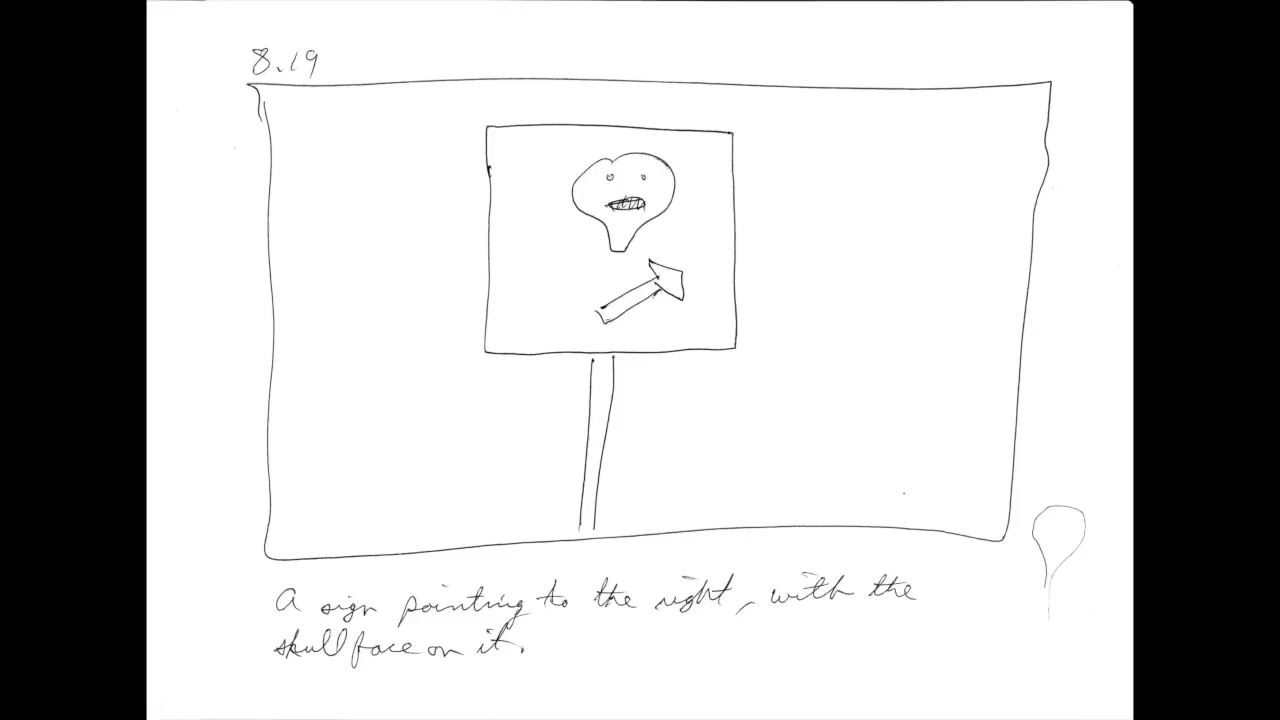 8.19
A sign pointing to the right, with the
skull face on it.